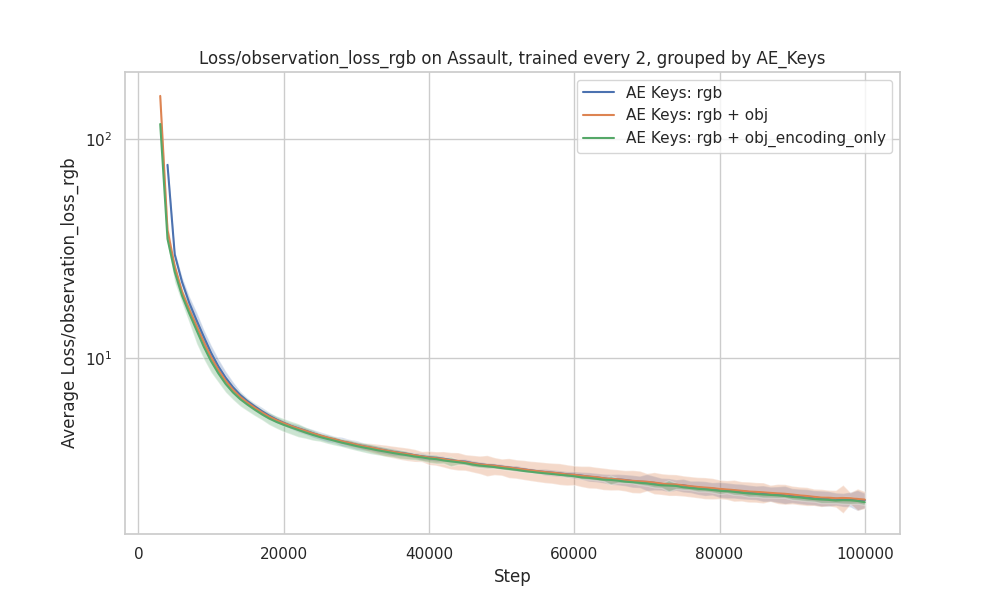 Loss/observation_loss_rgb on Assault, trained every 2, grouped by AE_Keys
AE Keys: rgb
AE Keys: rgb + obj
AE Keys: rgb + obj_encoding_only
Average Loss/observation_loss_rgb
10²
10¹
0
20000
40000
60000
80000
100000
Step